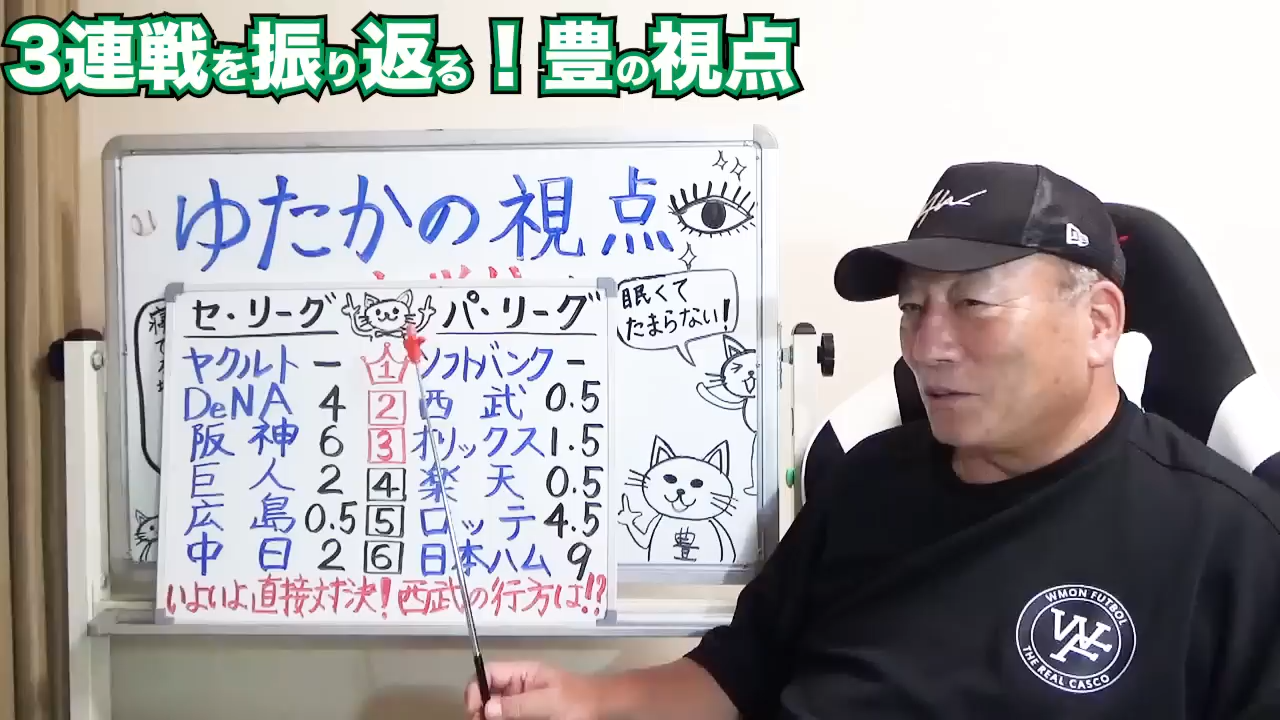 3連戦を振り返る！豊の視点
ゆたかの視点
眠くて
たまらない!
セ・リーグ パ・リーグ
ヤクルト ー 1 ソフトバンク ー
DeNA 4 2 西武 0.5
阪神 6 3 オリックス 1.5
巨人 2 4 楽天 0.5
広島 0.5 5 ロッテ 4.5
中日 2 6 日本ハム 9
いよいよ直接対決!西武の行方は!?
豊
WMON FUTBOL
WF
THE REAL CASCO